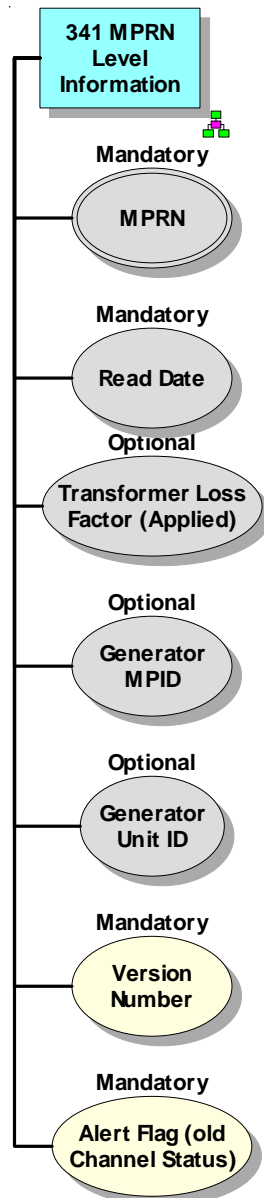 341 MPRN
Level
Information
Mandatory
MPRN
Mandatory
Read Date
Optional
Transformer Loss
Factor (Applied)
Optional
Generator
MPID
Optional
Generator
Unit ID
Mandatory
Version
Number
Mandatory
Alert Flag (old
Channel Status)